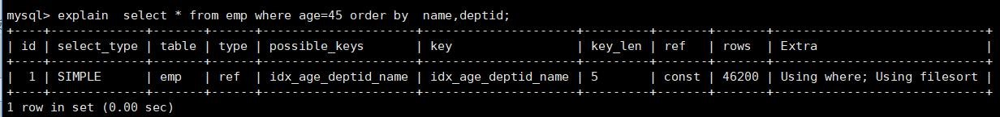 mysql> explain  select * from emp where age=45 order by  name,deptid;
+----+-------------+-------+------+---------------------+---------------------+---------+-------+-------+-----------------------------+
| id | select_type | table | type | possible_keys       | key                 | key_len | ref   | rows  | Extra                       |
+----+-------------+-------+------+---------------------+---------------------+---------+-------+-------+-----------------------------+
|  1 | SIMPLE      | emp   | ref  | idx_age_deptid_name | idx_age_deptid_name | 5       | const | 46200 | Using where; Using filesort |
+----+-------------+-------+------+---------------------+---------------------+---------+-------+-------+-----------------------------+
1 row in set (0.00 sec)